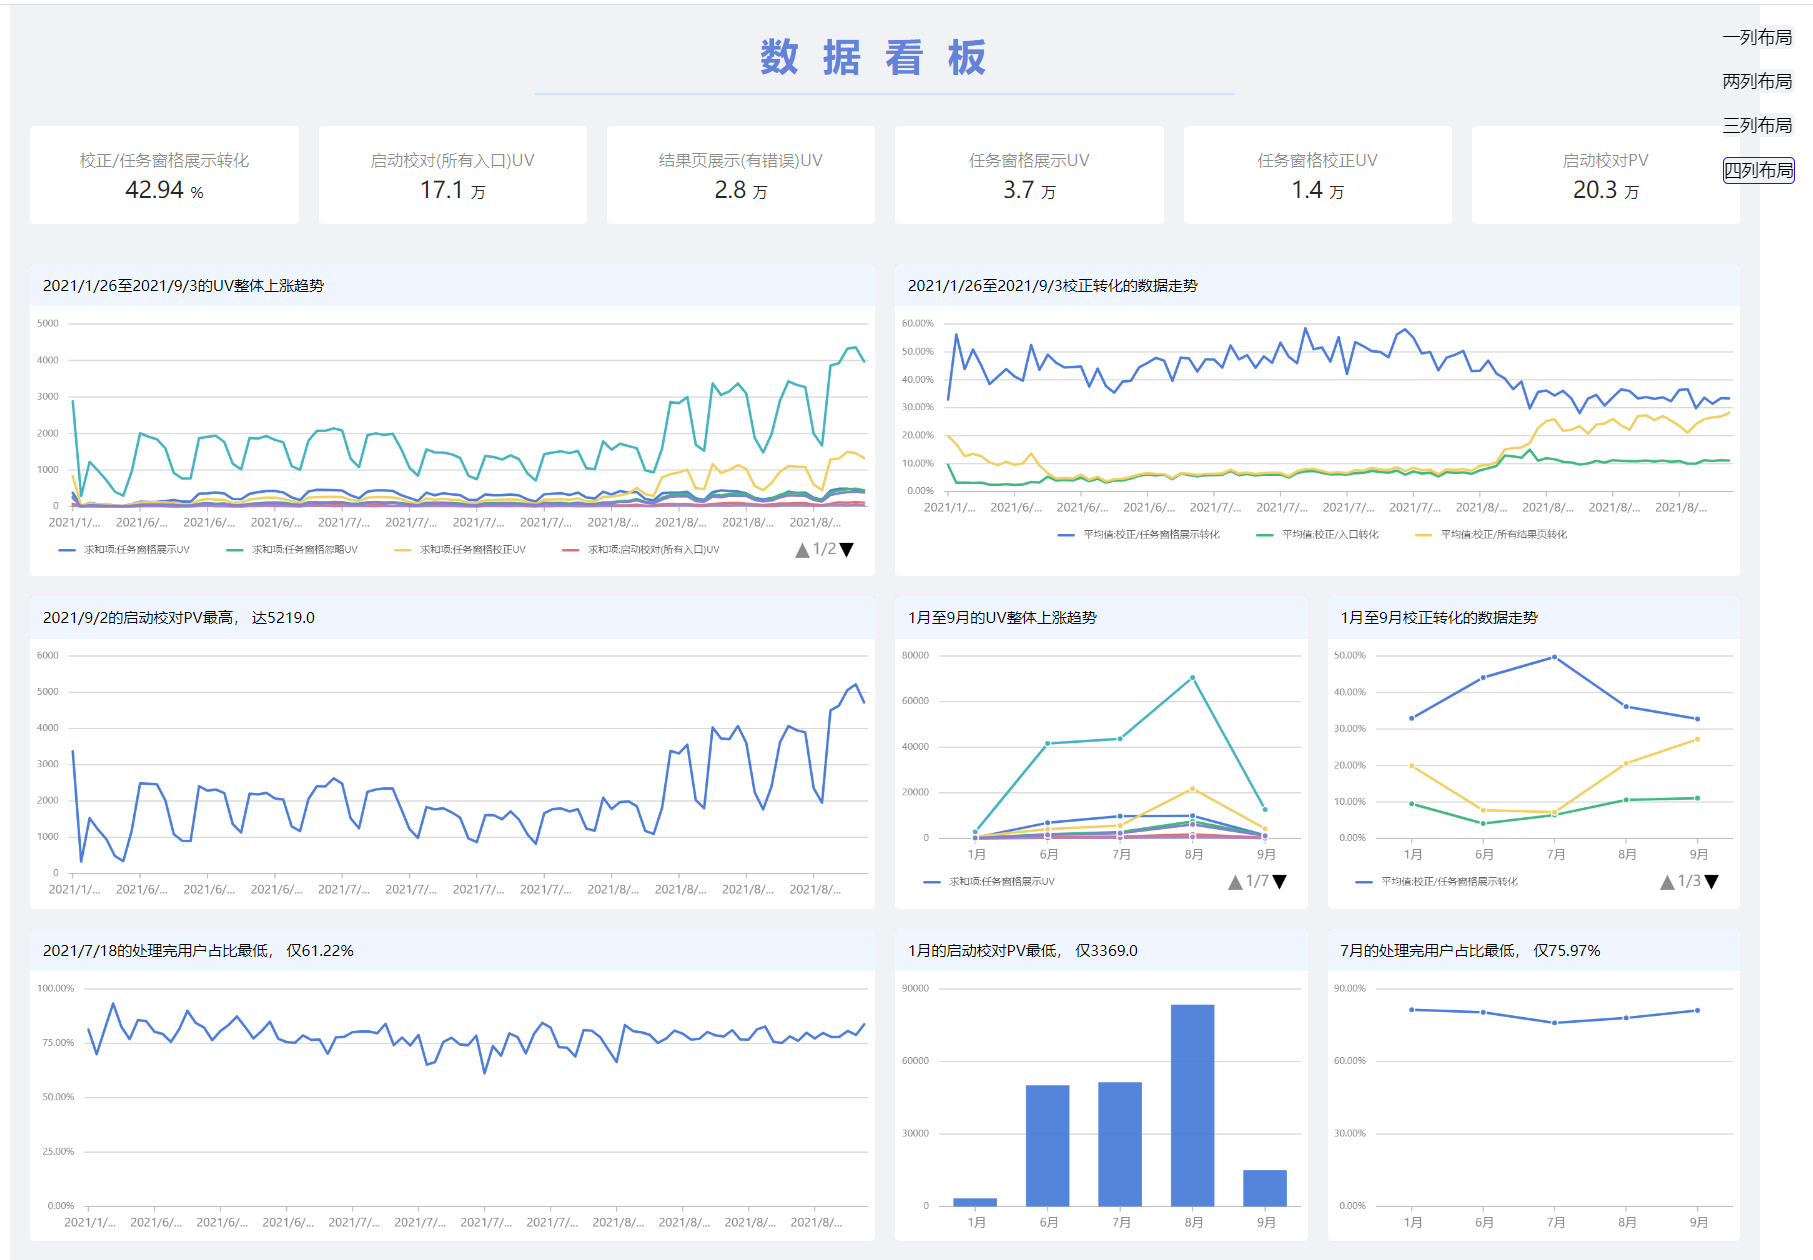 数 据 看 板
一列布局
两列布局
三列布局
四列布局
校正/任务窗格展示转化
42.94 %
启动校对(所有入口)UV
17.1 万
结果页展示(有错误)UV
2.8 万
任务窗格展示UV
3.7 万
任务窗格校正UV
1.4 万
启动校对PV
20.3 万
2021/1/26至2021/9/3的UV整体上涨趋势
5000
4000
3000
2000
1000
0
2021/1/... 2021/6/... 2021/6/... 2021/6/... 2021/7/... 2021/7/... 2021/7/... 2021/7/... 2021/8/... 2021/8/... 2021/8/... 2021/8/...
求和项:任务窗格展示UV 求和项:任务窗格忽略UV 求和项:任务窗格校正UV 求和项:启动校对(所有入口)UV ▲1/2▼
2021/1/26至2021/9/3校正转化的数据走势
60.00%
50.00%
40.00%
30.00%
20.00%
10.00%
0.00%
2021/1/... 2021/6/... 2021/6/... 2021/6/... 2021/7/... 2021/7/... 2021/7/... 2021/7/... 2021/8/... 2021/8/... 2021/8/... 2021/8/...
平均值:校正/任务窗格展示转化 平均值:校正/入口转化 平均值:校正/所有结果页转化
2021/9/2的启动校对PV最高， 达5219.0
6000
5000
4000
3000
2000
1000
0
2021/1/... 2021/6/... 2021/6/... 2021/6/... 2021/7/... 2021/7/... 2021/7/... 2021/7/... 2021/8/... 2021/8/... 2021/8/... 2021/8/...
1月至9月的UV整体上涨趋势
80000
60000
40000
20000
0
1月 6月 7月 8月 9月
求和项:任务窗格展示UV ▲1/7▼
1月至9月校正转化的数据走势
50.00%
40.00%
30.00%
20.00%
10.00%
0.00%
1月 6月 7月 8月 9月
平均值:校正/任务窗格展示转化 ▲1/3▼
2021/7/18的处理完用户占比最低， 仅61.22%
100.00%
75.00%
50.00%
25.00%
0.00%
2021/1/... 2021/6/... 2021/6/... 2021/6/... 2021/7/... 2021/7/... 2021/7/... 2021/7/... 2021/8/... 2021/8/... 2021/8/... 2021/8/...
1月的启动校对PV最低， 仅3369.0
90000
60000
30000
0
1月 6月 7月 8月 9月
7月的处理完用户占比最低， 仅75.97%
90.00%
60.00%
30.00%
0.00%
1月 6月 7月 8月 9月